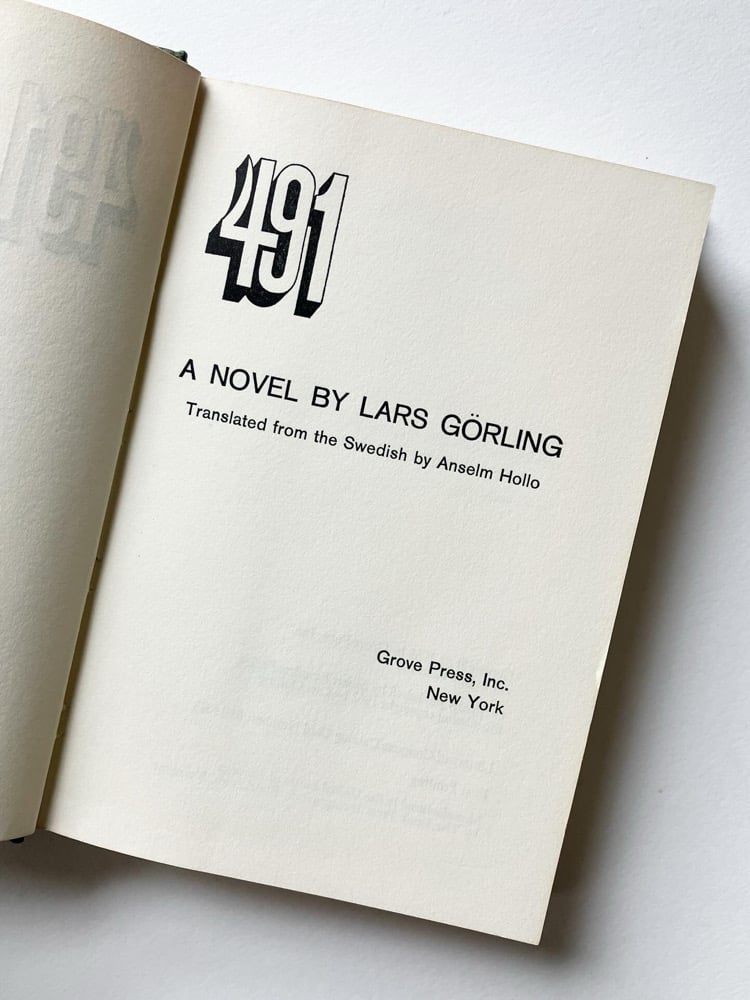 491
A NOVEL BY LARS GÖRLING
Translated from the Swedish by Anselm Hollo
Grove Press, Inc.
New York